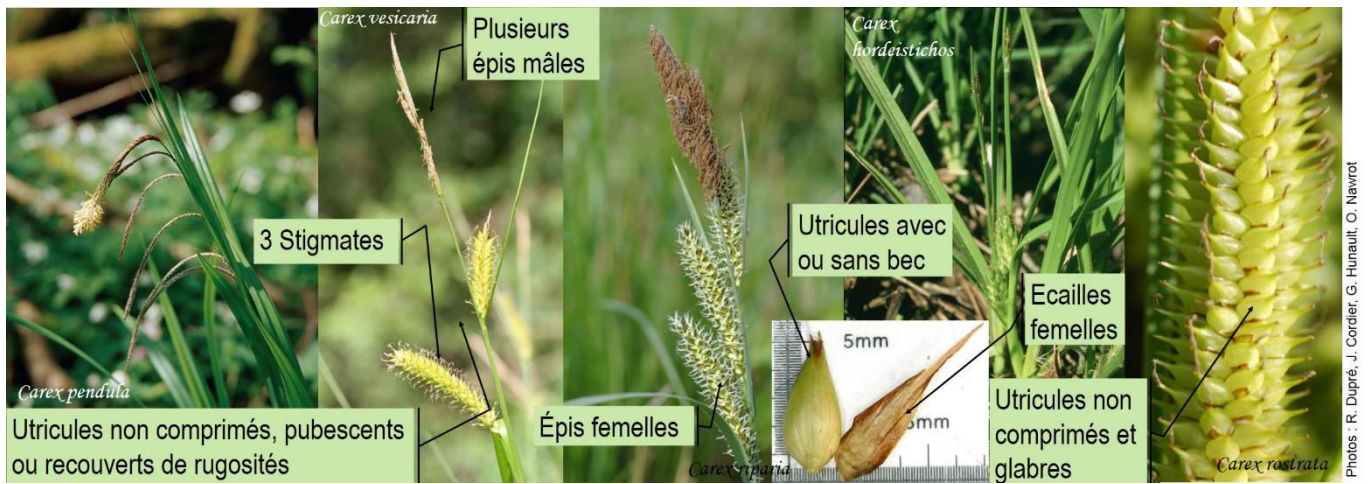 Carex vesicaria
Plusieurs
épis mâles
Carex
hordeistichos
3 Stigmates
Utricules avec
ou sans bec
Ecailles
femelles
5mm
5mm
Carex pendula
Utricules non comprimés, pubescents
ou recouverts de rugosités
Épis femelles
Carex riparia
Utricules non
comprimés et
glabres
Carex rostrata
Photos : R. Dupré, J. Cordier, G. Hunault, O. Nawrot